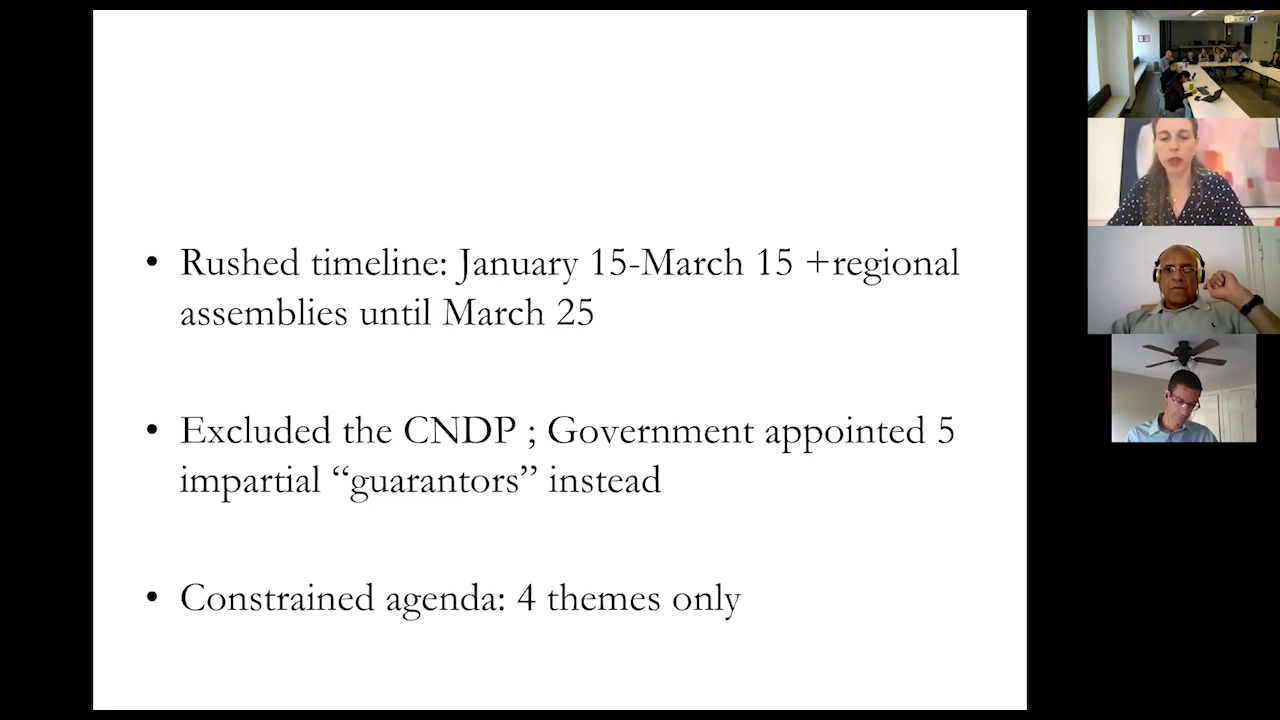 • Rushed timeline: January 15-March 15 +regional
assemblies until March 25
• Excluded the CNDP ; Government appointed 5
impartial “guarantors” instead
• Constrained agenda: 4 themes only